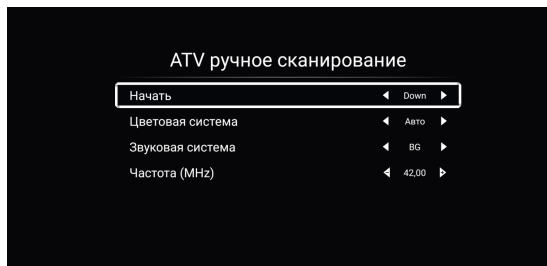 ATV ручное сканирование
Начать Down
Цветовая система Авто
Звуковая система BG
Частота (MHz) 42,00